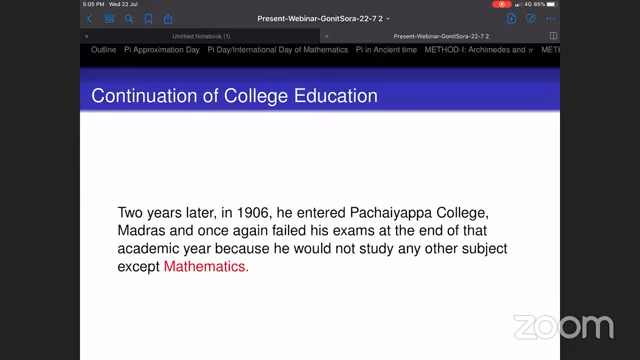 5:05 PM Wed 22 Jul
Present-Webinar-GonitSora-22-7 2
4G 85%
Untitled Notebook (1)
Present-Webinar-GonitSora-22-7 2
Outline Pi Approximation Day Pi Day/International Day of Mathematics Pi in Ancient time METHOD-I: Archimedes and π METH
Continuation of College Education
Two years later, in 1906, he entered Pachaiyappa College,
Madras and once again failed his exams at the end of that
academic year because he would not study any other subject
except Mathematics.
zoom